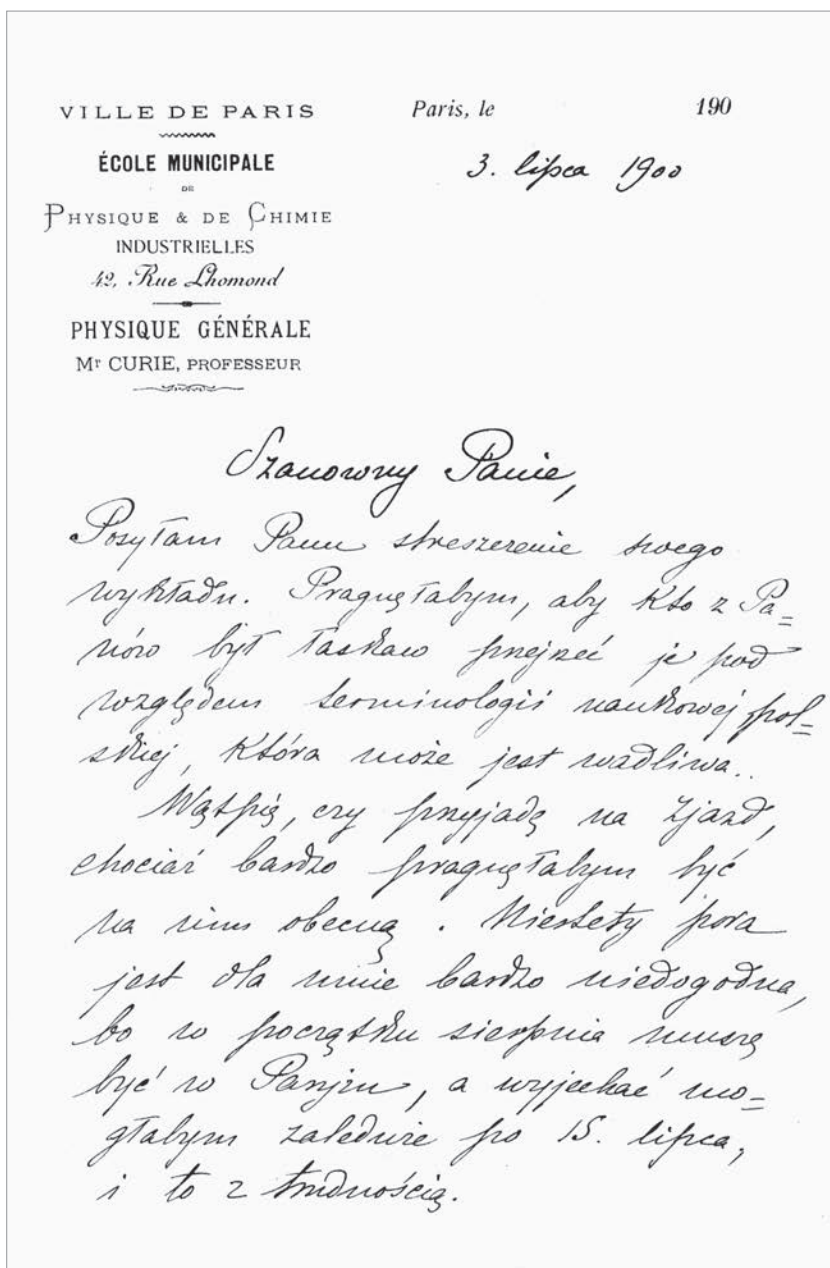 VILLE DE PARIS
ÉCOLE MUNICIPALE
DE
PHYSIQUE & DE CHIMIE
INDUSTRIELLES
42, Rue Lhomond
PHYSIQUE GÉNÉRALE
Mr CURIE, PROFESSEUR
Paris, le 190
3. lipca 1900
Szanowny Panie,
Posyłam Panu streszczenie swego
wykładu. Pragnęłabym, aby kto z Pa=
nów był łaskaw przejrzeć je pod
względem terminologii naukowej pol=
skiej, która może jest wadliwa..
Wątpię, czy przyjadę na Zjazd,
chociaż bardzo pragnęłabym być
na nim obecną. Niestety pora
jest dla mnie bardzo niedogodna,
bo w początku sierpnia muszę
być w Paryżu, a wyjechać mo=
głabym zaledwie po 15. lipca,
i to z trudnością.